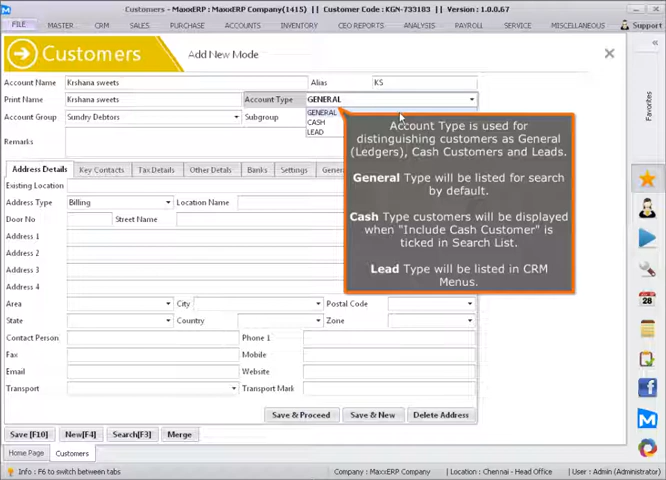 Customers - MaxxERP : MaxxERP Company(1415) | Customer Code : KGN-733183 | Version : 1.0.0.67
FILE MASTER CRM SALES PURCHASE ACCOUNTS INVENTORY CEO REPORTS ANALYSIS PAYROLL SERVICE MISCELLANEOUS Support
Customers Add New Mode
Favorites
Account Name Krshana sweets Alias KS
Print Name Krshana sweets Account Type GENERAL
GENERAL
CASH
LEAD
Account Group Sundry Debtors Subgroup
Remarks
Account Type is used for
distinguishing customers as General
(Ledgers), Cash Customers and Leads.
General Type will be listed for search
by default.
Cash Type customers will be displayed
when "Include Cash Customer" is
ticked in Search List.
Lead Type will be listed in CRM
Menus.
Address Details Key Contacts Tax Details Other Details Banks Settings Gener
Existing Location
Address Type Billing Location Name
Door No Street Name
Address 1
Address 2
Address 3
Address 4
Area City Postal Code
State Country Zone
Contact Person Phone 1
Fax Mobile
Email Website
Transport Transport Mark
28
Save & Proceed Save & New Delete Address
Save [F10] New[F4] Search[F3] Merge
Home Page Customers
Info : F6 to switch between tabs Company : MaxxERP Company | Location : Chennai - Head Office | User : Admin (Administrator)